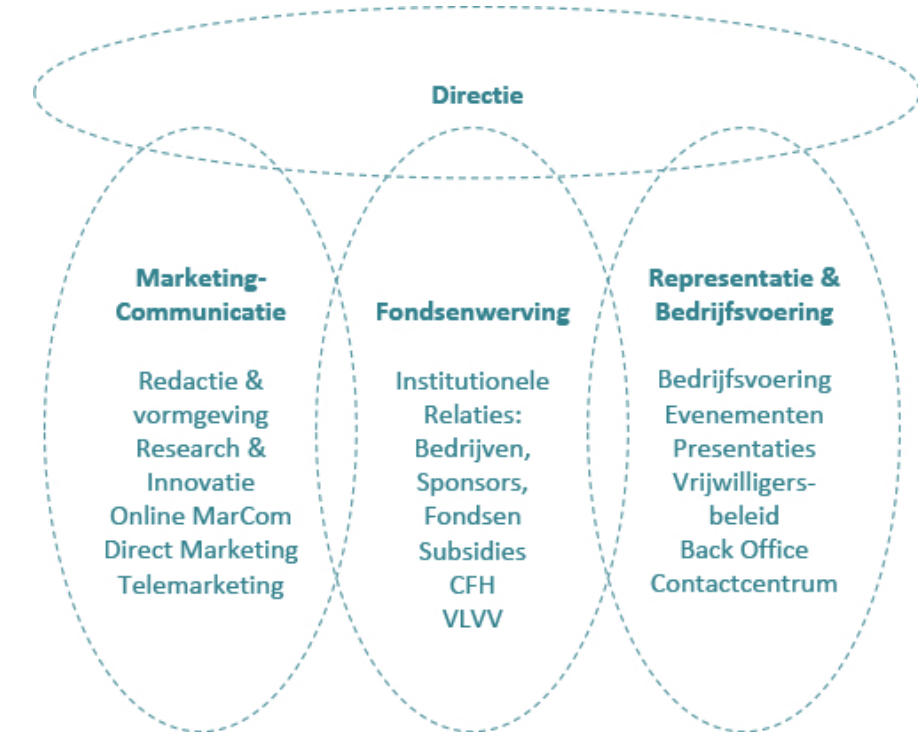 Directie
Marketing-
Communicatie
Redactie &
vormgeving
Research &
Innovatie
Online MarCom
Direct Marketing
Telemarketing
Fondsenwerving
Institutionele
Relaties:
Bedrijven,
Sponsors,
Fondsen
Subsidies
CFH
VLVV
Representatie &
Bedrijfsvoering
Bedrijfsvoering
Evenementen
Presentaties
Vrijwilligers-
beleid
Back Office
Contactcentrum